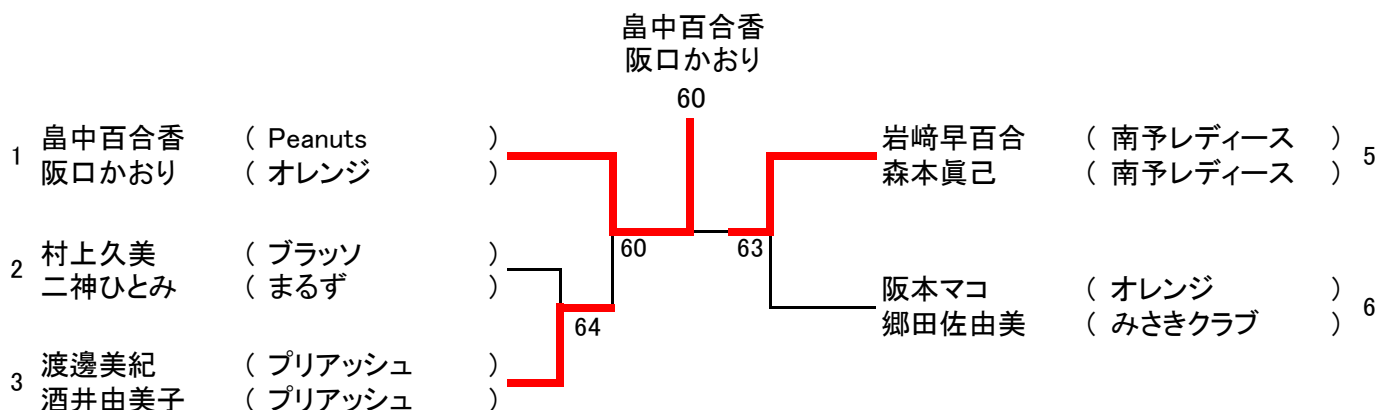 畠中百合香
阪口かおり
60
1 畠中百合香 ( Peanuts )
阪口かおり ( オレンジ )
岩﨑早百合 ( 南予レディース ) 5
森本眞己 ( 南予レディース )
60
63
2 村上久美 ( ブラッソ )
二神ひとみ ( まるず )
阪本マコ ( オレンジ ) 6
郷田佐由美 ( みさきクラブ )
64
3 渡邊美紀 ( プリアッシュ )
酒井由美子 ( プリアッシュ )